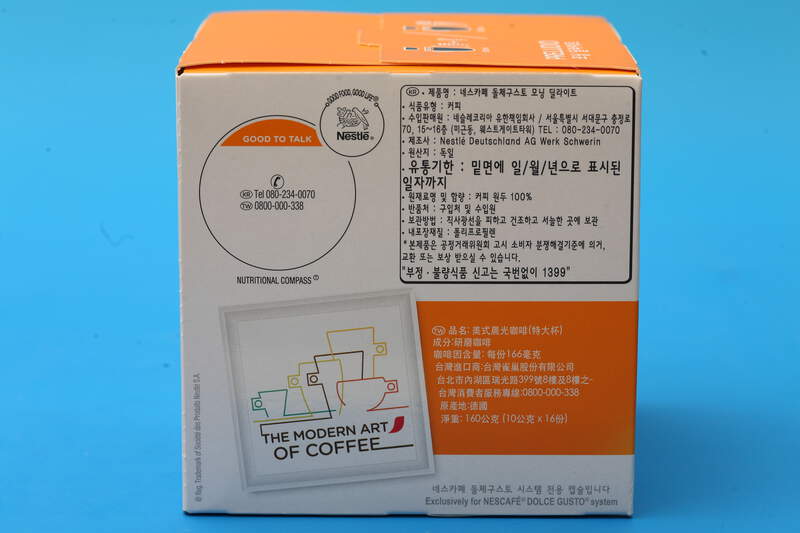 PRELUDIO
GOOD FOOD, GOOD LIFE®
Nestlé®
GOOD TO TALK
KR Tel 080-234-0070
TW 0800-000-338
NUTRITIONAL COMPASS ®
KR • 제품명 : 네스카페 돌체구스토 모닝 딜라이트
• 식품유형 : 커피
• 수입판매원 : 네슬레코리아 유한책임회사 / 서울특별시 서대문구 충정로
70, 15~16층 (미근동, 웨스트게이트타워) TEL : 080-234-0070
• 제조사 : Nestlé Deutschland AG Werk Schwerin
• 원산지 : 독일
• 유통기한 : 밑면에 일/월/년으로 표시된
일자까지
• 원재료명 및 함량 : 커피 원두 100%
• 반품처 : 구입처 및 수입원
• 보관방법 : 직사광선을 피하고 건조하고 서늘한 곳에 보관
• 내포장재질 : 폴리프로필렌
* 본제품은 공정거래위원회 고시 소비자 분쟁해결기준에 의거,
교환 또는 보상 받으실 수 있습니다.
"부정 · 불량식품 신고는 국번없이 1399"
TW 品名: 美式晨光咖啡(特大杯)
成分:研磨咖啡
咖啡因含量: 每份166毫克
台灣進口商:台灣雀巢股份有限公司
台北市內湖區瑞光路399號8樓及8樓之-
台灣消費者服務專線:0800-000-338
原產地:德國
淨重: 160公克 (10公克 x 16份)
THE MODERN ART
OF COFFEE
® Reg. Trademark of Société des Produits Nestlé S.A.
네스카페 돌체구스토 시스템 전용 캡슐입니다
Exclusively for NESCAFÉ® DOLCE GUSTO® system